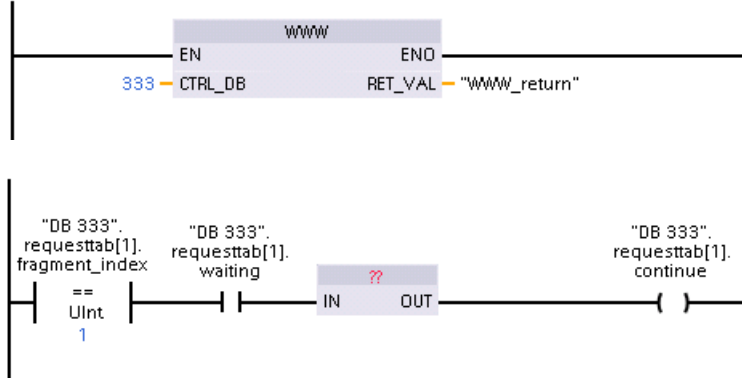 WWW
EN ENO
333 CTRL_DB RET_VAL "WWW_return"
"DB 333".
requesttab[1].
fragment_index
==
UInt
1
"DB 333".
requesttab[1].
waiting
??
IN OUT
"DB 333".
requesttab[1].
continue